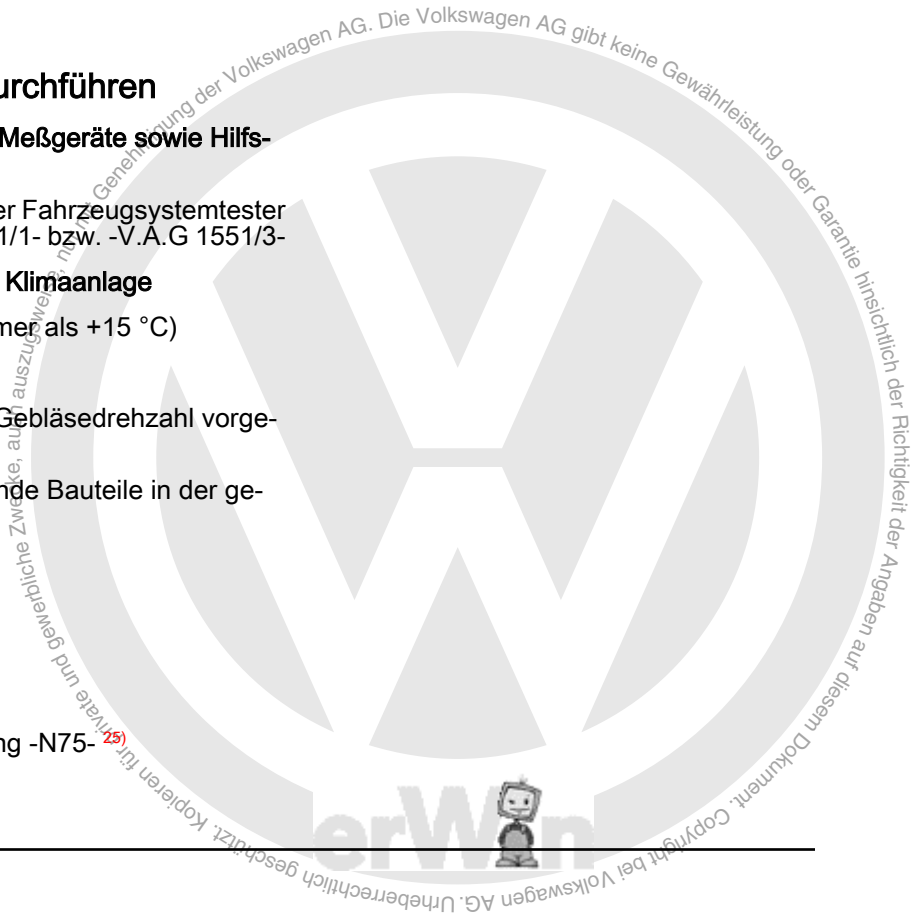 urchführen
Meßgeräte sowie Hilfs-
er Fahrzeugsystemtester
1/1- bzw. -V.A.G 1551/3-
Klimaanlage
mer als +15 °C)
Gebläsedrehzahl vorge-
nde Bauteile in der ge-
ng -N75- 25)
erWin
Urheberrechtlich geschützt. Kopieren für private und gewerbliche Zwecke, auch auszugsweise, nur mit Genehmigung der Volkswagen AG. Die Volkswagen AG gibt keine Gewährleistung oder Garantie hinsichtlich der Richtigkeit der Angaben auf diesem Dokument. Copyright bei Volkswagen AG.